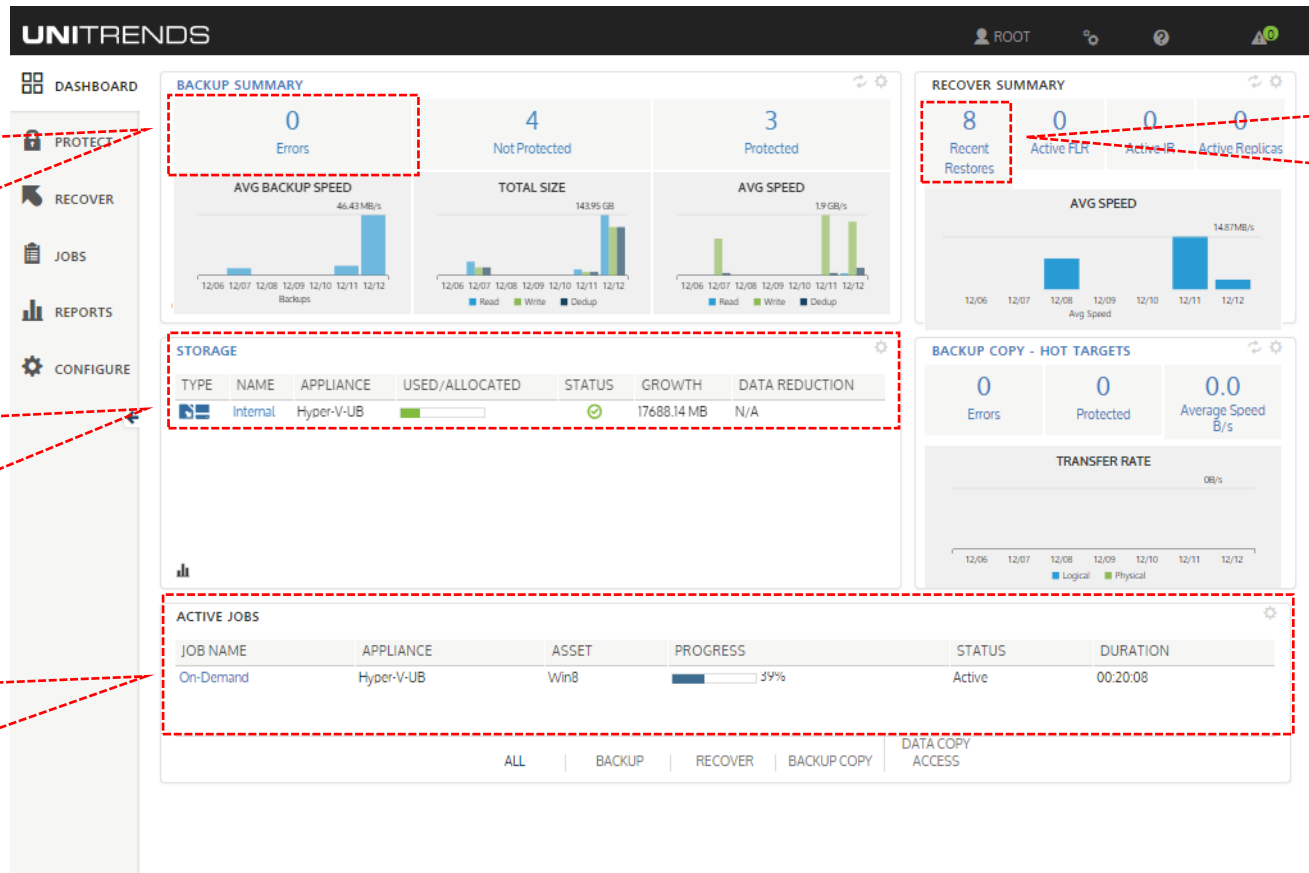 UNITRENDS
ROOT
0
DASHBOARD
PROTECT
RECOVER
JOBS
REPORTS
CONFIGURE
BACKUP SUMMARY
0
Errors
4
Not Protected
3
Protected
AVG BACKUP SPEED
46.43 MB/s
12/06 12/07 12/08 12/09 12/10 12/11 12/12
Backups
TOTAL SIZE
143.95 GB
12/06 12/07 12/08 12/09 12/10 12/11 12/12
Read Write Dedup
AVG SPEED
1.9 GB/s
12/06 12/07 12/08 12/09 12/10 12/11 12/12
Read Write Dedup
RECOVER SUMMARY
8
Recent
Restores
0
Active FLR
0
Active IR
0
Active Replicas
AVG SPEED
14.87MB/s
12/06 12/07 12/08 12/09 12/10 12/11 12/12
Avg Speed
STORAGE
TYPE NAME APPLIANCE USED/ALLOCATED STATUS GROWTH DATA REDUCTION
Internal Hyper-V-UB 17688.14 MB N/A
BACKUP COPY - HOT TARGETS
0
Errors
0
Protected
0.0
Average Speed
B/s
TRANSFER RATE
0B/s
12/06 12/07 12/08 12/09 12/10 12/11 12/12
Logical Physical
ACTIVE JOBS
JOB NAME APPLIANCE ASSET PROGRESS STATUS DURATION
On-Demand Hyper-V-UB Win8 39% Active 00:20:08
ALL BACKUP RECOVER BACKUP COPY DATA COPY
ACCESS